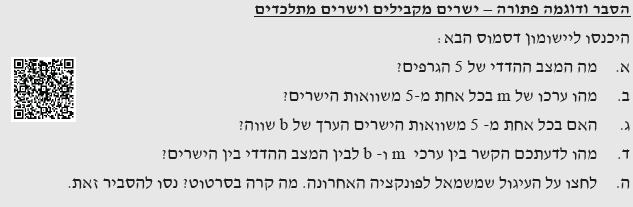 הסבר ודוגמה פתורה – ישרים מקבילים וישרים מתלכדים
היכנסו ליישומון דסמוס הבא:
א. מה המצב ההדדי של 5 הגרפים?
ב. מהו ערכו של m בכל אחת מ-5 משוואות הישרים?
ג. האם בכל אחת מ- 5 משוואות הישרים הערך של b שווה?
ד. מהו לדעתכם הקשר בין ערכי m ו- b לבין המצב ההדדי בין הישרים?
ה. לחצו על העיגול שמשמאל לפונקציה האחרונה. מה קרה בסרטוט? נסו להסביר זאת.